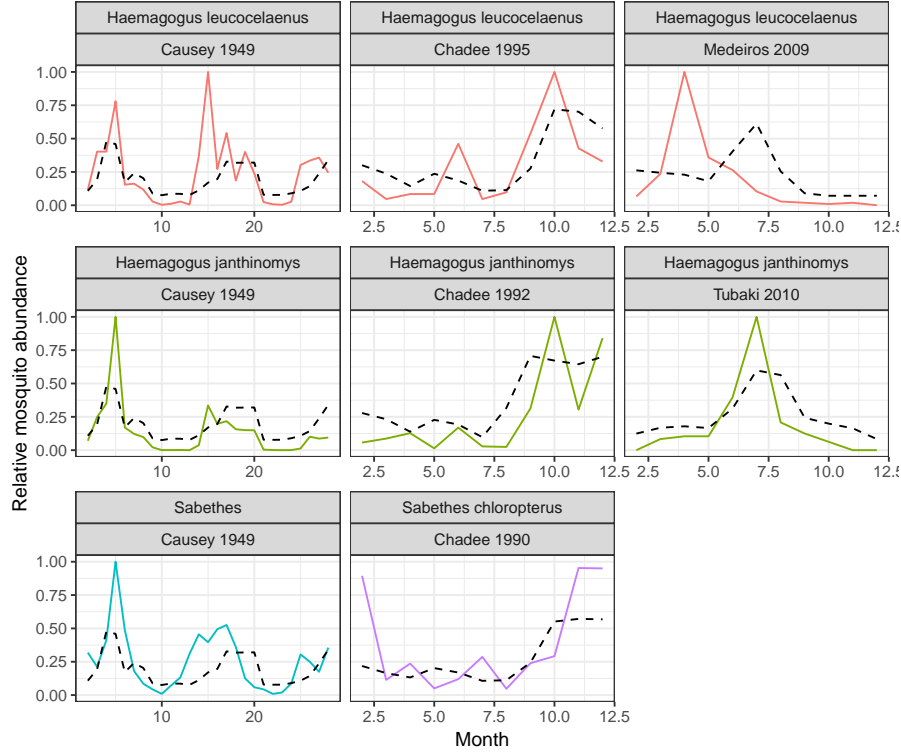 Haemagogus leucocelaenus Haemagogus leucocelaenus Haemagogus leucocelaenus
Causey 1949 Chadee 1995 Medeiros 2009
1.00
0.75
0.50
0.25
0.00
10 20 2.5 5.0 7.5 10.0 12.5 2.5 5.0 7.5 10.0 12.5
Haemagogus janthinomys Haemagogus janthinomys Haemagogus janthinomys
Causey 1949 Chadee 1992 Tubaki 2010
Relative mosquito abundance
1.00
0.75
0.50
0.25
0.00
10 20 2.5 5.0 7.5 10.0 12.5 2.5 5.0 7.5 10.0 12.5
Sabethes Sabethes chloropterus
Causey 1949 Chadee 1990
1.00
0.75
0.50
0.25
0.00
10 20 2.5 5.0 7.5 10.0 12.5
Month